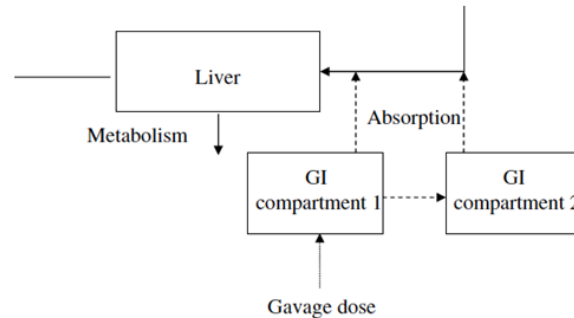 Liver
Metabolism
Absorption
GI
compartment 1
GI
compartment 2
Gavage dose